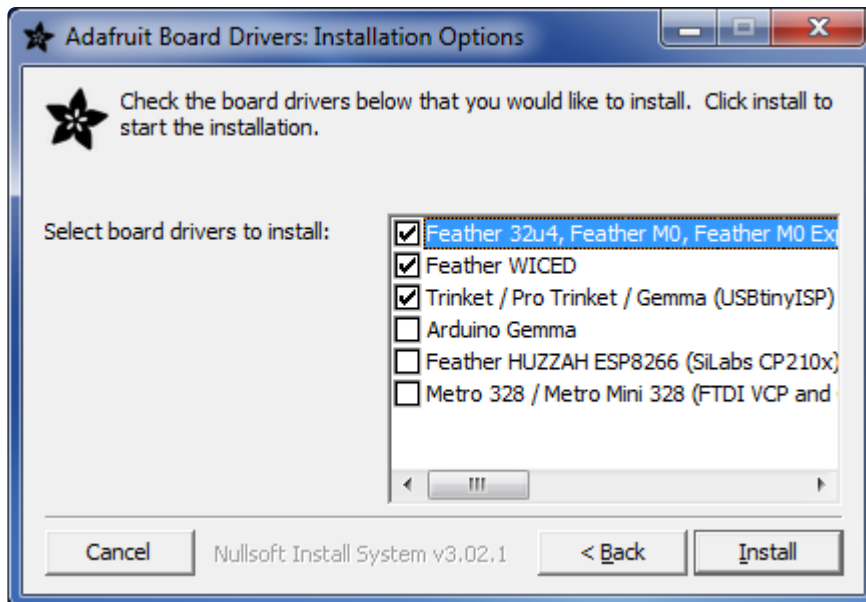 Adafruit Board Drivers: Installation Options
Check the board drivers below that you would like to install. Click install to
start the installation.
Select board drivers to install:
Feather 32u4, Feather M0, Feather M0 Exp
Feather WICED
Trinket / Pro Trinket / Gemma (USBtinyISP)
Arduino Gemma
Feather HUZZAH ESP8266 (SiLabs CP210x)
Metro 328 / Metro Mini 328 (FTDI VCP and
Cancel
Nullsoft Install System v3.02.1
< Back
Install